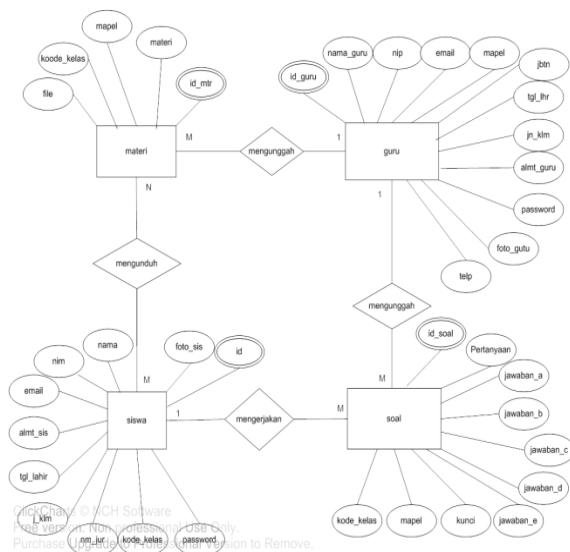 mapel
materi
koode_kelas
id_mtr
file
materi
M
mengunggah
1
nama_guru
nip
email
mapel
id_guru
jbtn
tgl_lhr
guru
jn_klm
almt_guru
password
foto_gutu
telp
N
1
mengunduh
mengunggah
M
M
nama
foto_sis
id
nim
email
almt_sis
tgl_lahir
siswa
1
mengerjakan
M
id_soal
Pertanyaan
jawaban_a
jawaban_b
soal
jawaban_c
jawaban_d
jawaban_e
kode_kelas
mapel
kunci
j_klm
nm_jur
kode_kelas
password
ClickCharts © NCH Software
Free version. Non-professional Use Only.
Purchase Upgrade to Professional Version to Remove.